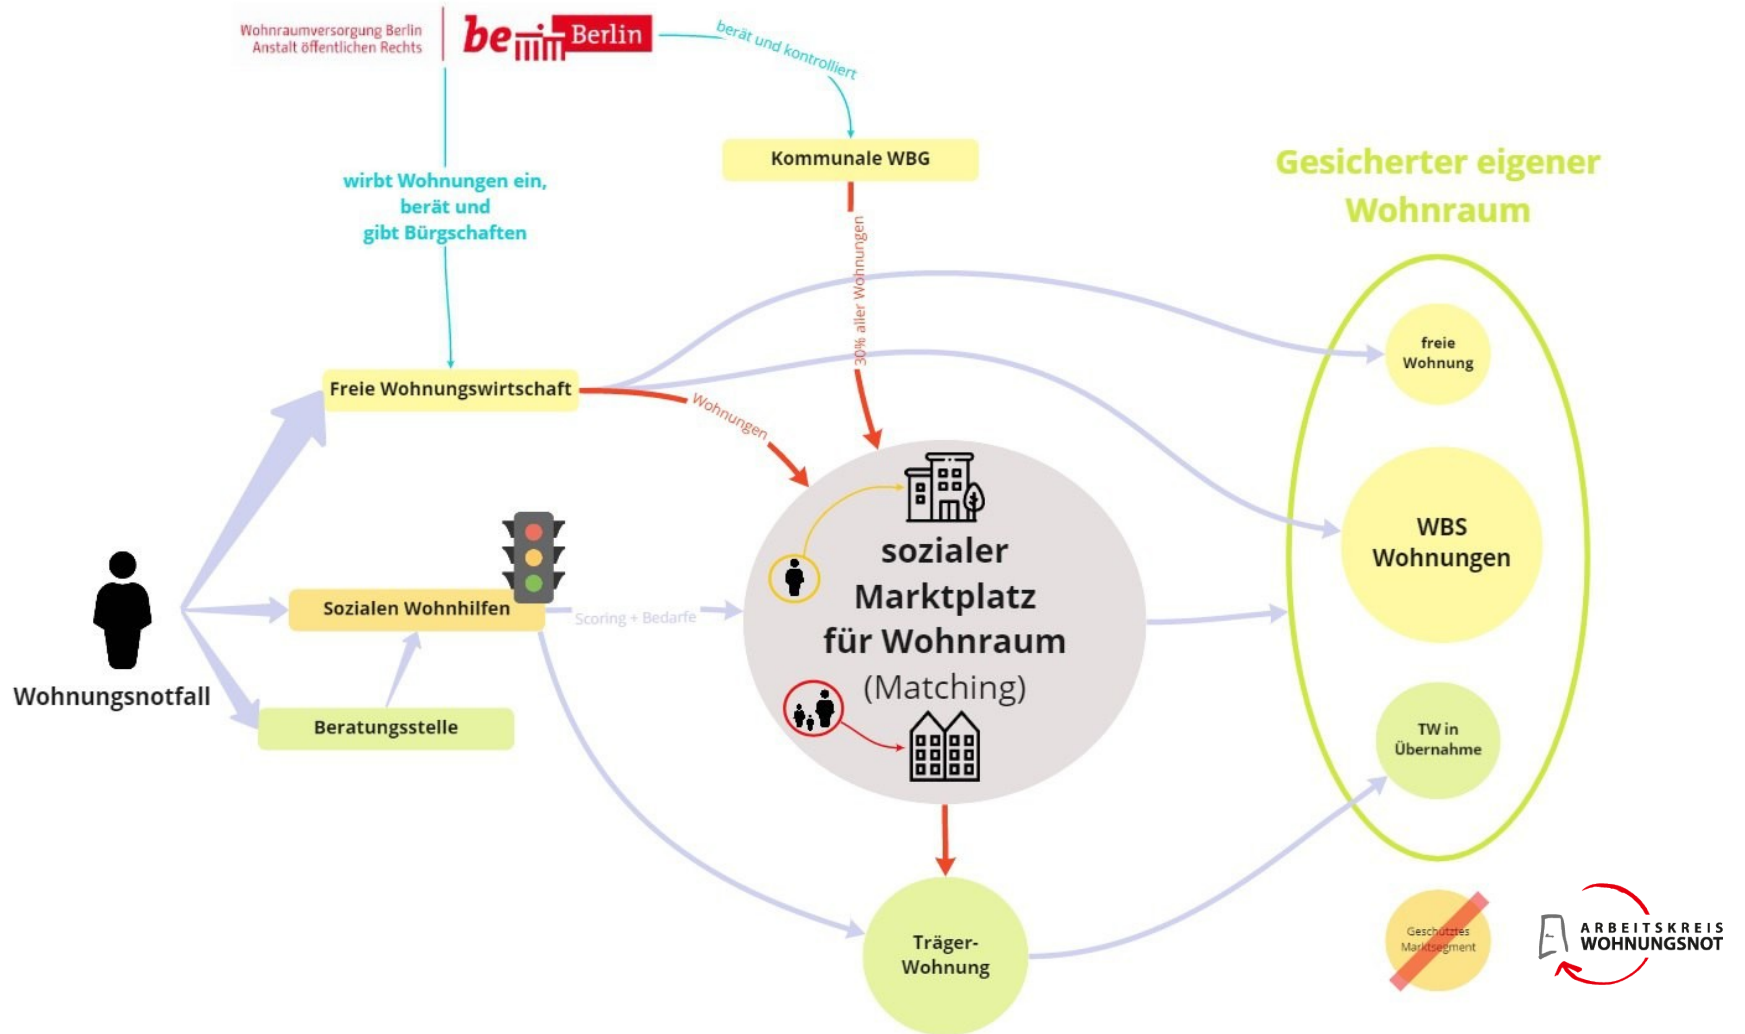 Wohnraumversorgung Berlin
Anstalt öffentlichen Rechts
be Berlin
berät und kontrolliert
Kommunale WBG
wirbt Wohnungen ein,
berät und
gibt Bürgschaften
30% aller Wohnungen
Gesicherter eigener
Wohnraum
freie
Wohnung
Freie Wohnungswirtschaft
Wohnungen
WBS
Wohnungen
sozialer
Marktplatz
für Wohnraum
(Matching)
Sozialen Wohnhilfen
Scoring + Bedarfe
Wohnungsnotfall
Beratungsstelle
TW in
Übernahme
Träger-
Wohnung
Geschütztes
Marktsegment
ARBEITSKREIS
WOHNUNGSNOT